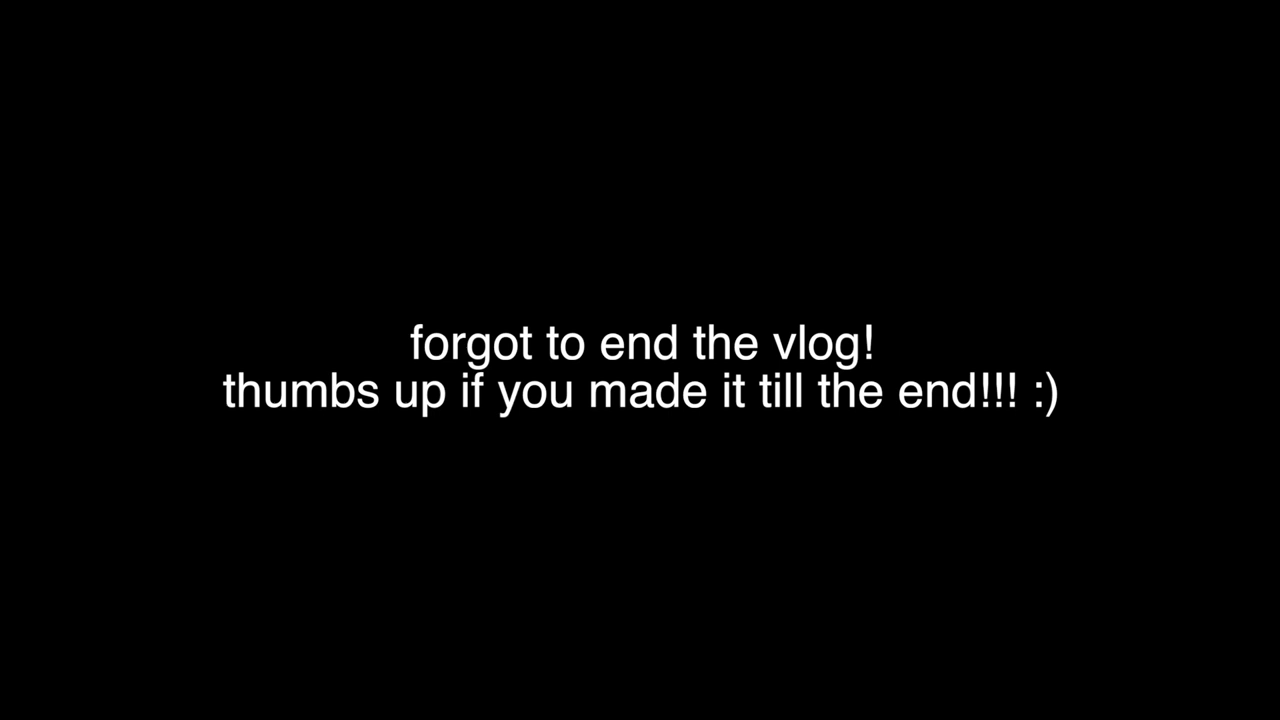 forgot to end the vlog!
thumbs up if you made it till the end!!! :)